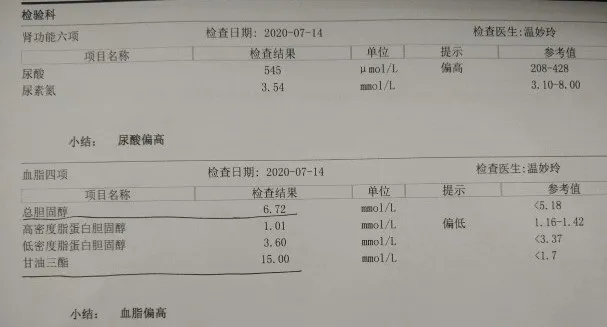 检验科
肾功能六项 检查日期: 2020-07-14 检查医生:温妙玲
项目名称 检查结果 单位 提示 参考值
尿酸 545 μmol/L 偏高 208-428
尿素氮 3.54 mmol/L 3.10-8.00
小结: 尿酸偏高
血脂四项 检查日期: 2020-07-14 检查医生:温妙玲
项目名称 检查结果 单位 提示 参考值
总胆固醇 6.72 mmol/L <5.18
高密度脂蛋白胆固醇 1.01 mmol/L 偏低 1.16-1.42
低密度脂蛋白胆固醇 3.60 mmol/L <3.37
甘油三酯 15.00 mmol/L <1.7
小结: 血脂偏高